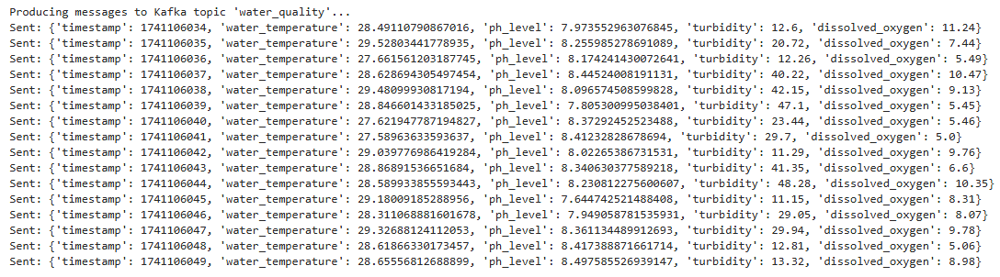 Producing messages to Kafka topic 'water_quality'...
Sent: {'timestamp': 1741106034, 'water_temperature': 28.49110790867016, 'ph_level': 7.973552963076845, 'turbidity': 12.6, 'dissolved_oxygen': 11.24}
Sent: {'timestamp': 1741106035, 'water_temperature': 29.52803441778935, 'ph_level': 8.255985278691089, 'turbidity': 20.72, 'dissolved_oxygen': 7.44}
Sent: {'timestamp': 1741106036, 'water_temperature': 27.661561203187745, 'ph_level': 8.174241430072641, 'turbidity': 12.26, 'dissolved_oxygen': 5.49}
Sent: {'timestamp': 1741106037, 'water_temperature': 28.628694305497454, 'ph_level': 8.44524008191131, 'turbidity': 40.22, 'dissolved_oxygen': 10.47}
Sent: {'timestamp': 1741106038, 'water_temperature': 29.48099930817194, 'ph_level': 8.096574508599828, 'turbidity': 42.15, 'dissolved_oxygen': 9.13}
Sent: {'timestamp': 1741106039, 'water_temperature': 28.846601433185025, 'ph_level': 7.805300995038401, 'turbidity': 47.1, 'dissolved_oxygen': 5.45}
Sent: {'timestamp': 1741106040, 'water_temperature': 27.621947787194827, 'ph_level': 8.37292452523488, 'turbidity': 23.44, 'dissolved_oxygen': 5.46}
Sent: {'timestamp': 1741106041, 'water_temperature': 27.58963633593637, 'ph_level': 8.41232828678694, 'turbidity': 29.7, 'dissolved_oxygen': 5.0}
Sent: {'timestamp': 1741106042, 'water_temperature': 29.039776986419284, 'ph_level': 8.02265386731531, 'turbidity': 11.29, 'dissolved_oxygen': 9.76}
Sent: {'timestamp': 1741106043, 'water_temperature': 28.86891536651684, 'ph_level': 8.340630377589218, 'turbidity': 41.35, 'dissolved_oxygen': 6.6}
Sent: {'timestamp': 1741106044, 'water_temperature': 28.589933855593443, 'ph_level': 8.230812275600607, 'turbidity': 48.28, 'dissolved_oxygen': 10.35}
Sent: {'timestamp': 1741106045, 'water_temperature': 29.18009185288956, 'ph_level': 7.644742521488408, 'turbidity': 11.15, 'dissolved_oxygen': 8.31}
Sent: {'timestamp': 1741106046, 'water_temperature': 28.311068881601678, 'ph_level': 7.949058781535931, 'turbidity': 29.05, 'dissolved_oxygen': 8.07}
Sent: {'timestamp': 1741106047, 'water_temperature': 29.32688124112053, 'ph_level': 8.361134489912693, 'turbidity': 29.94, 'dissolved_oxygen': 9.78}
Sent: {'timestamp': 1741106048, 'water_temperature': 28.61866330173457, 'ph_level': 8.417388871661714, 'turbidity': 12.81, 'dissolved_oxygen': 5.06}
Sent: {'timestamp': 1741106049, 'water_temperature': 28.65556812688899, 'ph_level': 8.497585526939147, 'turbidity': 13.32, 'dissolved_oxygen': 8.98}